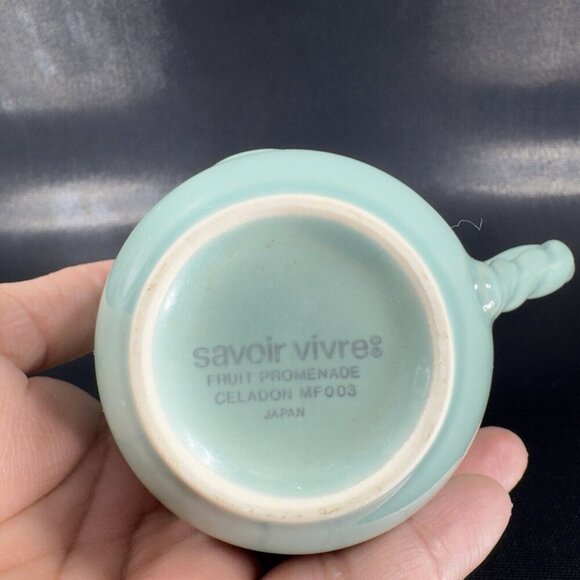 savoir vivre®
FRUIT PROMENADE
CELADON MF003
JAPAN